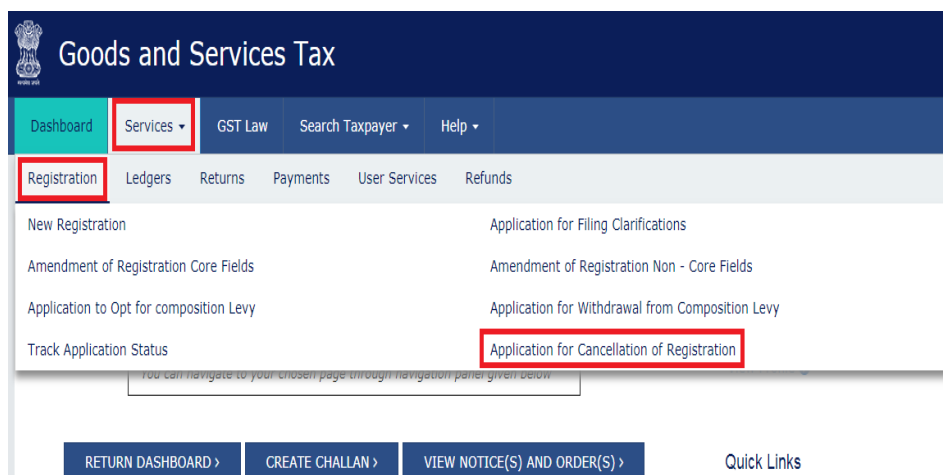 Goods and Services Tax
Dashboard Services GST Law Search Taxpayer Help
Registration Ledgers Returns Payments User Services Refunds
New Registration Application for Filing Clarifications
Amendment of Registration Core Fields Amendment of Registration Non - Core Fields
Application to Opt for composition Levy Application for Withdrawal from Composition Levy
Track Application Status Application for Cancellation of Registration
You can navigate to your chosen page through navigation panel given below
RETURN DASHBOARD > CREATE CHALLAN > VIEW NOTICE(S) AND ORDER(S) > Quick Links